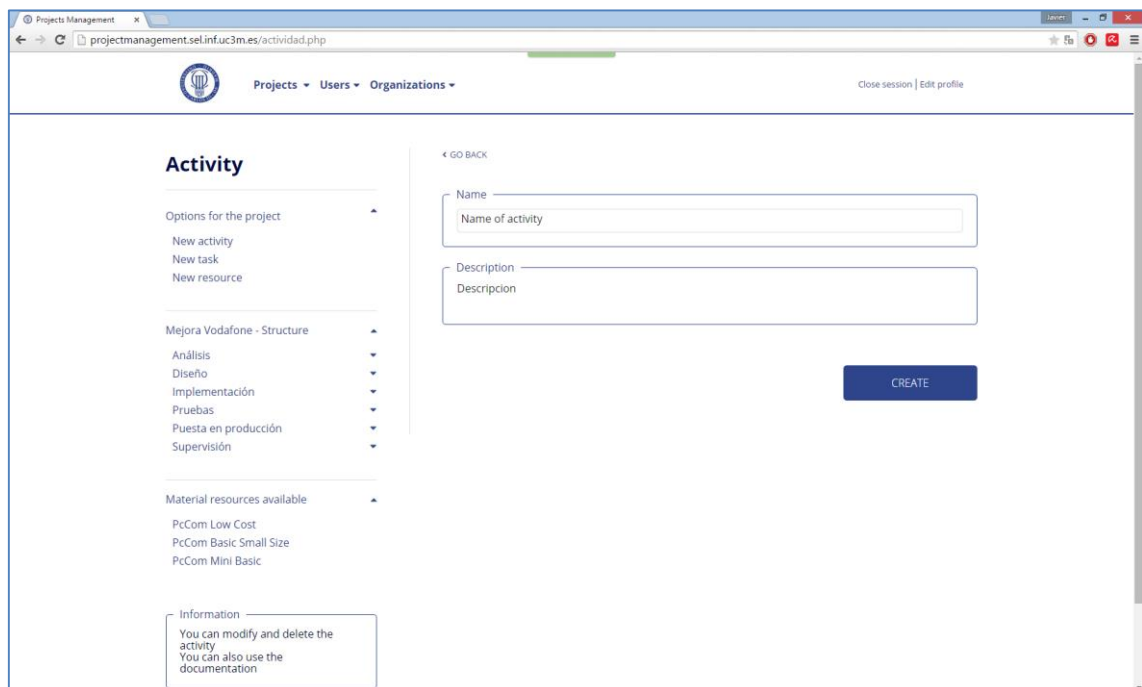 Projects Management
Javier
projectmanagement.sel.inf.uc3m.es/actividad.php
Projects Users Organizations
Close session | Edit profile
Activity
Options for the project
New activity
New task
New resource
Mejora Vodafone - Structure
Análisis
Diseño
Implementación
Pruebas
Puesta en producción
Supervisión
Material resources available
PcCom Low Cost
PcCom Basic Small Size
PcCom Mini Basic
Information
You can modify and delete the
activity
You can also use the
documentation
GO BACK
Name
Name of activity
Description
Descripcion
CREATE